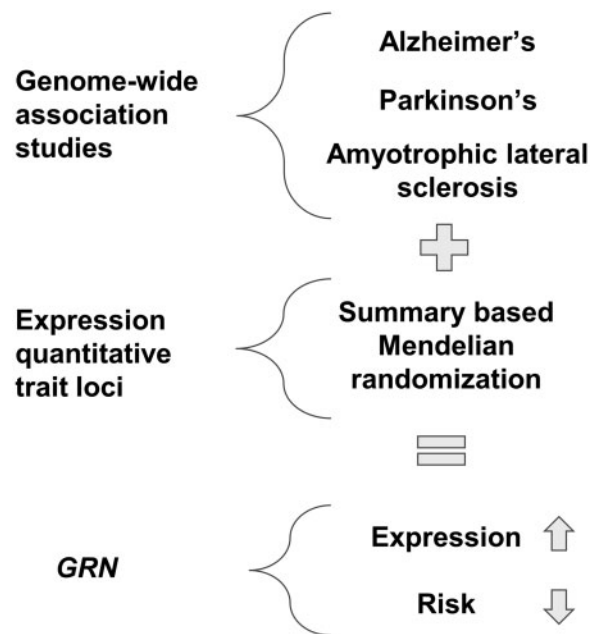 Genome-wide
association
studies
Alzheimer's
Parkinson's
Amyotrophic lateral
sclerosis
Expression
quantitative
trait loci
Summary based
Mendelian
randomization
GRN
Expression
Risk